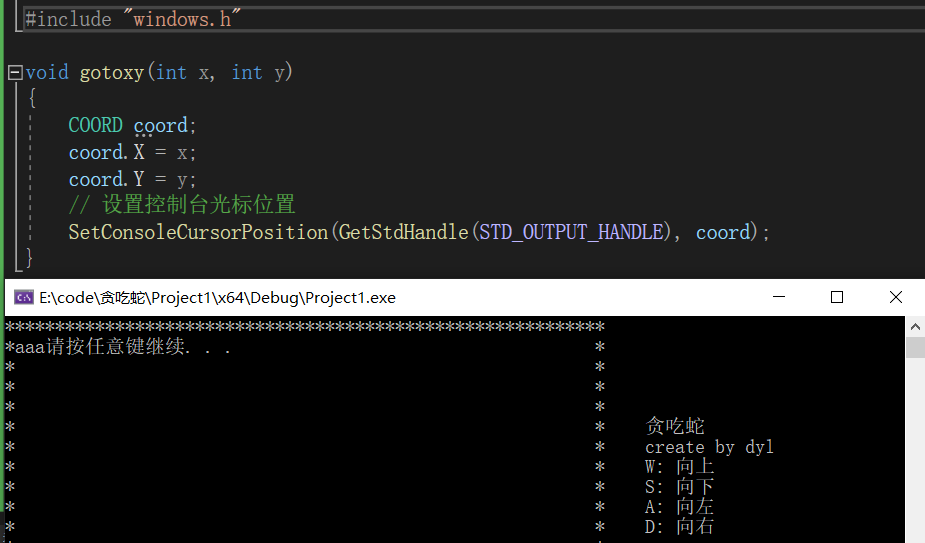 #include "windows.h"
void gotoxy(int x, int y)
{
COORD coord;
coord.X = x;
coord.Y = y;
// 设置控制台光标位置
SetConsoleCursorPosition(GetStdHandle(STD_OUTPUT_HANDLE), coord);
}
E:\code\贪吃蛇\Project1\x64\Debug\Project1.exe
************************************************************
*aaa请按任意键继续. . . *
* *
* *
* *
* * 贪吃蛇
* * create by dyl
* * W: 向上
* * S: 向下
* * A: 向左
* * D: 向右